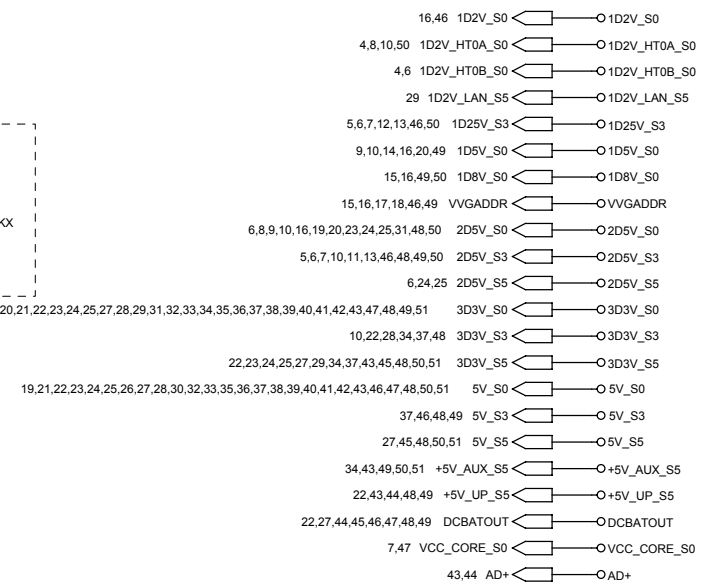 16,46 1D2V_S0 1D2V_S0
4,8,10,50 1D2V_HT0A_S0 1D2V_HT0A_S0
4,6 1D2V_HT0B_S0 1D2V_HT0B_S0
29 1D2V_LAN_S5 1D2V_LAN_S5
5,6,7,12,13,46,50 1D25V_S3 1D25V_S3
9,10,14,16,20,49 1D5V_S0 1D5V_S0
15,16,49,50 1D8V_S0 1D8V_S0
15,16,17,18,46,49 VVGADDR VVGADDR
KX
6,8,9,10,16,19,20,23,24,25,31,48,50 2D5V_S0 2D5V_S0
5,6,7,10,11,13,46,48,49,50 2D5V_S3 2D5V_S3
6,24,25 2D5V_S5 2D5V_S5
20,21,22,23,24,25,27,28,29,31,32,33,34,35,36,37,38,39,40,41,42,43,47,48,49,51 3D3V_S0 3D3V_S0
10,22,28,34,37,48 3D3V_S3 3D3V_S3
22,23,24,25,27,29,34,37,43,45,48,50,51 3D3V_S5 3D3V_S5
19,21,22,23,24,25,26,27,28,30,32,33,35,36,37,38,39,40,41,42,43,46,47,48,50,51 5V_S0 5V_S0
37,46,48,49 5V_S3 5V_S3
27,45,48,50,51 5V_S5 5V_S5
34,43,49,50,51 +5V_AUX_S5 +5V_AUX_S5
22,43,44,48,49 +5V_UP_S5 +5V_UP_S5
22,27,44,45,46,47,48,49 DCBATOUT DCBATOUT
7,47 VCC_CORE_S0 VCC_CORE_S0
43,44 AD+ AD+